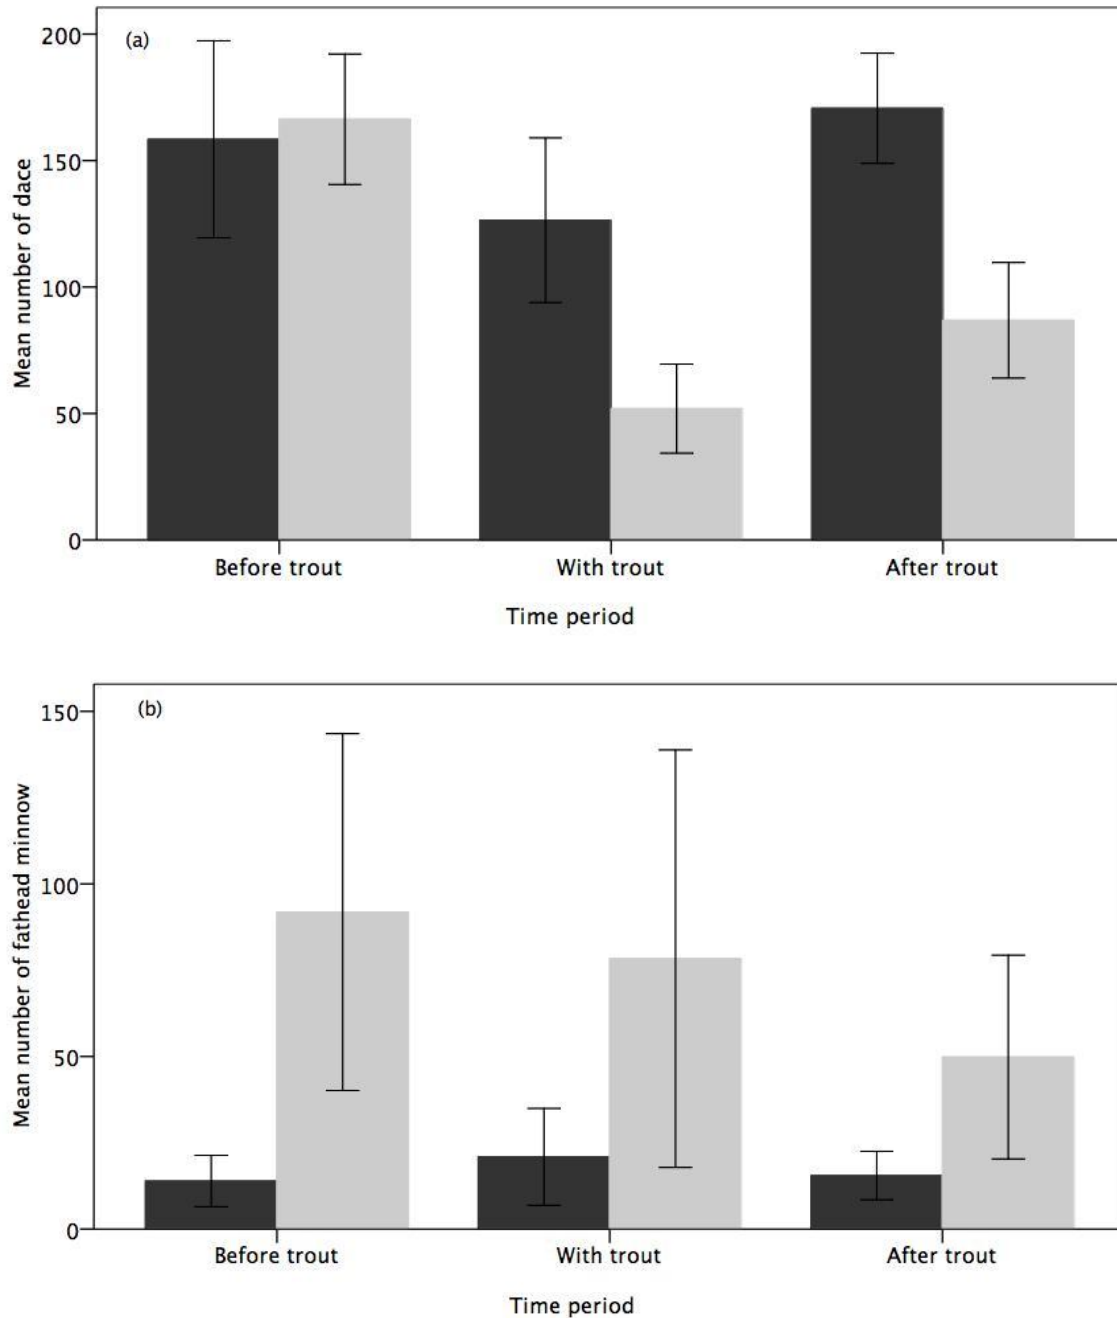 (a)
Mean number of dace
200
150
100
50
0
Before trout With trout After trout
Time period
(b)
Mean number of fathead minnow
150
100
50
0
Before trout With trout After trout
Time period